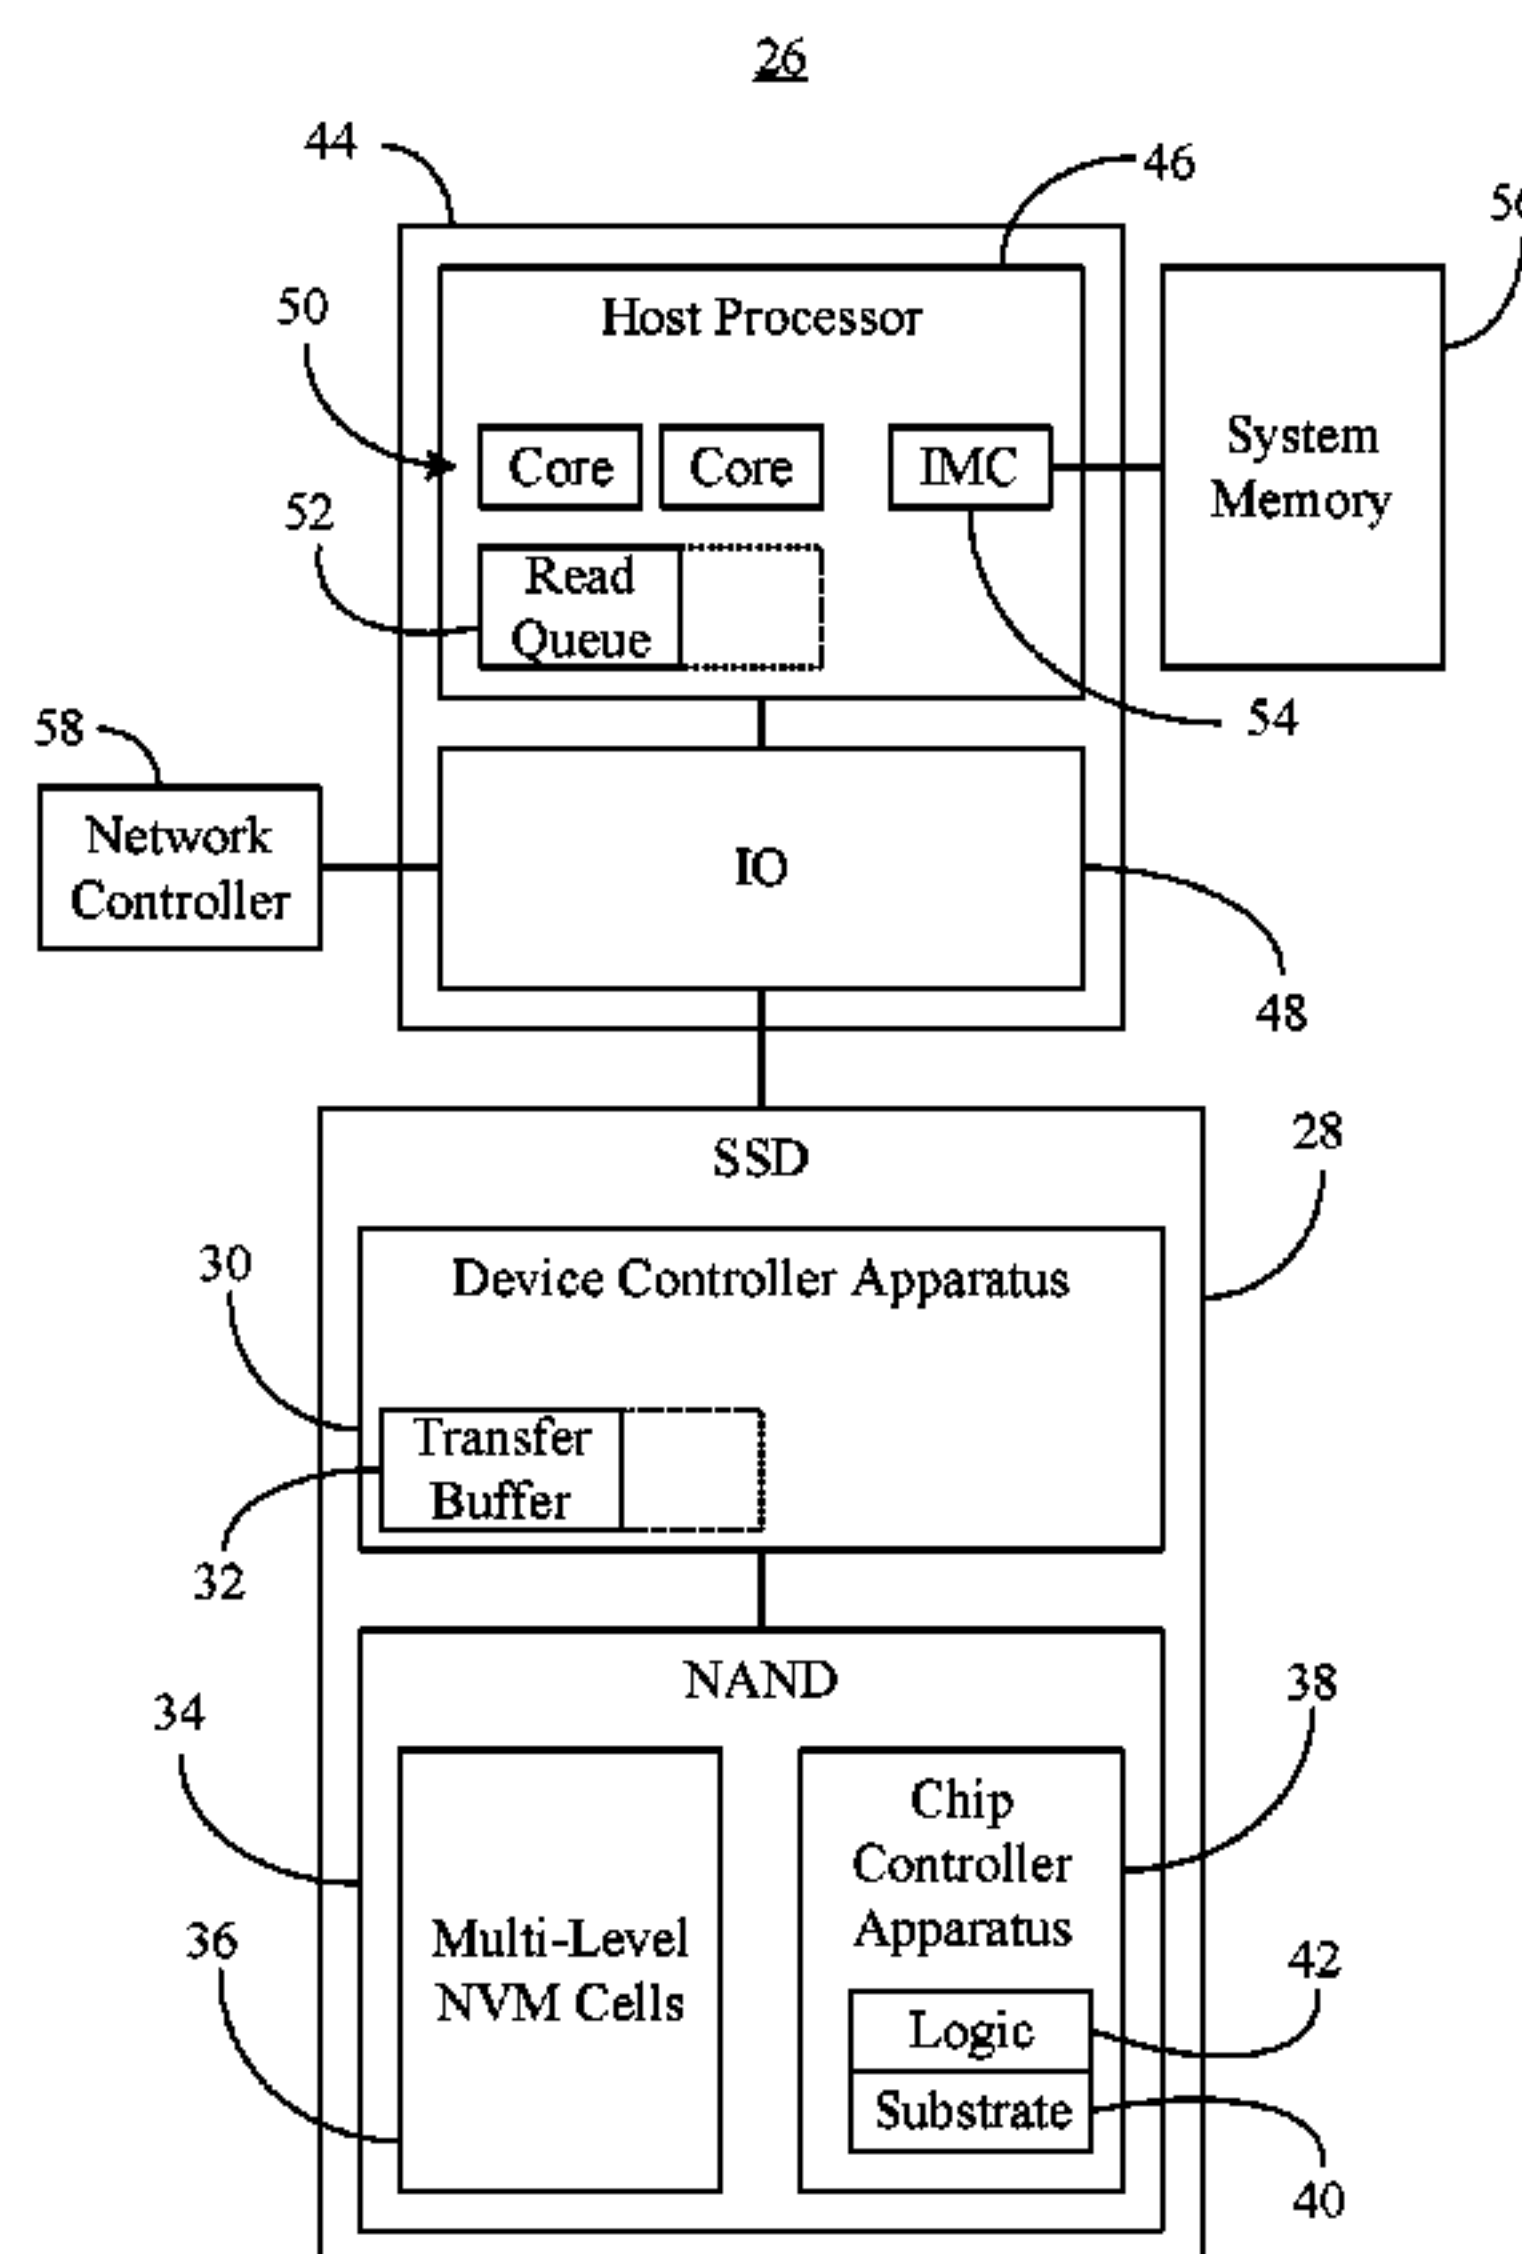 26
44
46
56
Host Processor
50
System
Memory
Core
Core
IMC
52
Read
Queue
54
58
Network
Controller
IO
48
SSD
28
30
Device Controller Apparatus
Transfer
Buffer
32
NAND
38
34
Chip
Controller
Apparatus
36
Multi-Level
NVM Cells
42
Logic
Substrate
40